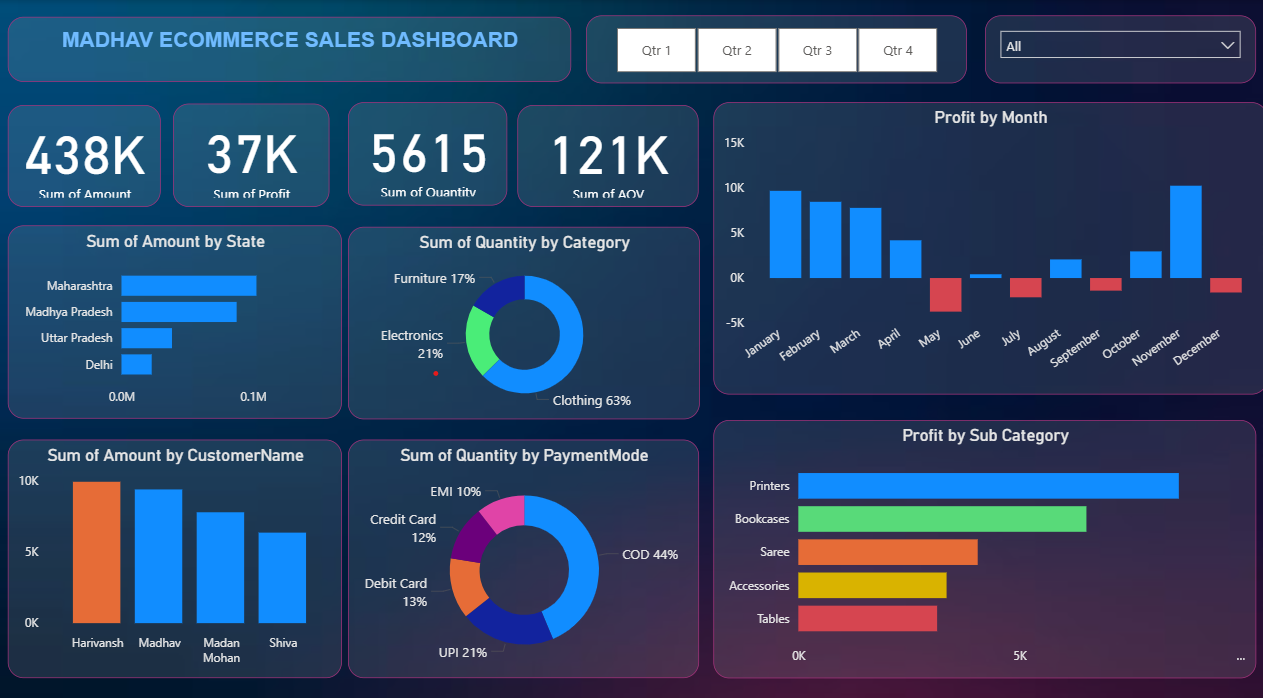 MADHAV ECOMMERCE SALES DASHBOARD
Qtr 1
Qtr 2
Qtr 3
Qtr 4
All
438K
Sum of Amount
37K
Sum of Profit
5615
Sum of Quantity
121K
Sum of AOV
Profit by Month
15K
10K
5K
0K
-5K
January
February
March
April
May
June
July
August
September
October
November
December
Sum of Amount by State
Maharashtra
Madhya Pradesh
Uttar Pradesh
Delhi
0.0M
0.1M
Sum of Quantity by Category
Furniture 17%
Electronics
21%
Clothing 63%
Sum of Amount by CustomerName
10K
5K
0K
Harivansh
Madhav
Madan
Mohan
Shiva
Sum of Quantity by PaymentMode
EMI 10%
Credit Card
12%
Debit Card
13%
UPI 21%
COD 44%
Profit by Sub Category
Printers
Bookcases
Saree
Accessories
Tables
0K
5K
...